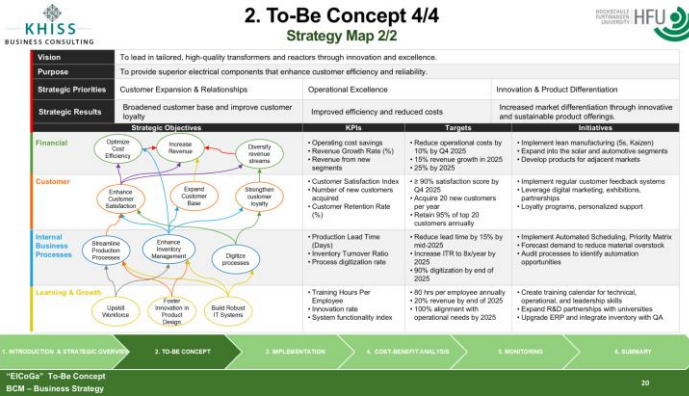 KHISS
BUSINESS CONSULTING
2. To-Be Concept 4/4
Strategy Map 2/2
HOCHSCHULE
FURTWANGEN
UNIVERSITY
HFU
Vision
To lead in tailored, high-quality transformers and reactors through innovation and excellence.
Purpose
To provide superior electrical components that enhance customer efficiency and reliability.
Strategic Priorities
Customer Expansion & Relationships
Operational Excellence
Innovation & Product Differentiation
Strategic Results
Broadened customer base and improve customer
loyalty
Improved efficiency and reduced costs
Increased market differentiation through innovative
and sustainable product offerings.
Strategic Objectives
KPIs
Targets
Initiatives
Financial
Optimize
Cost
Efficiency
Increase
Revenue
Diversify
revenue
streams
• Operating cost savings
• Revenue Growth Rate (%)
• Revenue from new
segments
• Reduce operational costs by
10% by Q4 2025
• 15% revenue growth in 2025
• 25% by 2025
• Implement lean manufacturing (5s, Kaizen)
• Expand into the solar and automotive segments
• Develop products for adjacent markets
Customer
Enhance
Customer
Satisfaction
Expand
Customer
Base
Strengthen
customer
loyalty
• Customer Satisfaction Index
• Number of new customers
acquired
• Customer Retention Rate
(%)
• ≥ 90% satisfaction score by
Q4 2025
• Acquire 20 new customers
per year
• Retain 95% of top 20
customers annually
• Implement regular customer feedback systems
• Leverage digital marketing, exhibitions,
partnerships
• Loyalty programs, personalized support
Internal
Business
Processes
Streamline
Production
Processes
Enhance
Inventory
Management
Digitize
processes
• Production Lead Time
(Days)
• Inventory Turnover Ratio
• Process digitization rate
• Reduce lead time by 15% by
mid-2025
• Increase ITR to 8x/year by
2025
• 90% digitization by end of
2025
• Implement Automated Scheduling, Priority Matrix
• Forecast demand to reduce material overstock
• Audit processes to identify automation
opportunities
Learning & Growth
Upskill
Workforce
Foster
Innovation in
Product
Design
Build Robust
IT Systems
• Training Hours Per
Employee
• Innovation rate
• System functionality index
• 80 hrs per employee annually
• 20% revenue by end of 2025
• 100% alignment with
operational needs by 2025
• Create training calendar for technical,
operational, and leadership skills
• Expand R&D partnerships with universities
• Upgrade ERP and integrate inventory with QA
1. INTRODUCTION & STRATEGIC OVERVIEW
2. TO-BE CONCEPT
3. IMPLEMENTATION
4. COST-BENEFIT ANALYSIS
5. MONITORING
6. SUMMARY
"ElCoGa" To-Be Concept
BCM – Business Strategy
20